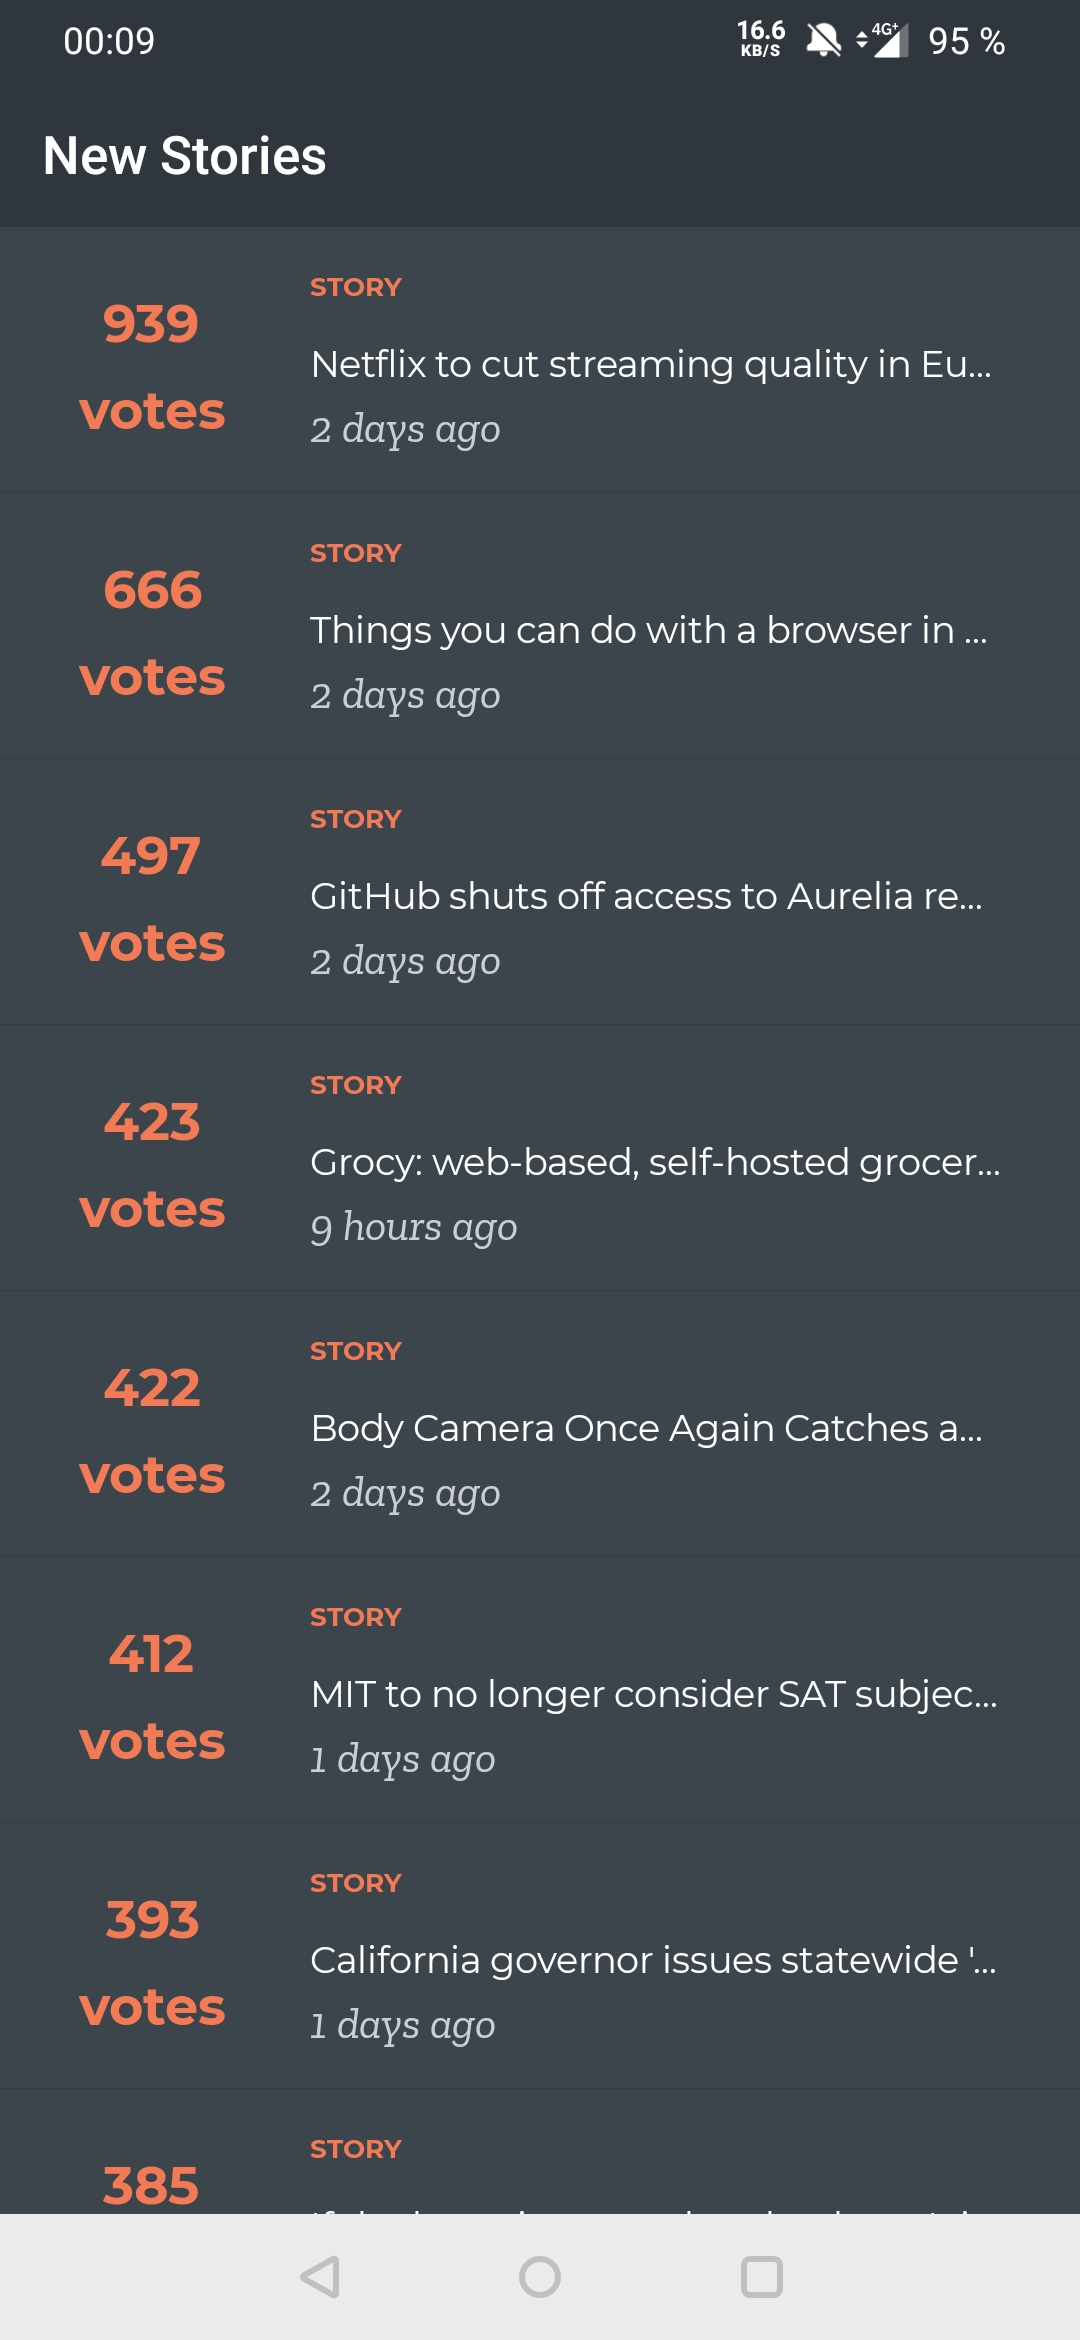 00:09
16.6
KB/S
4G+
95 %
New Stories
STORY
939
votes
Netflix to cut streaming quality in Eu...
2 days ago
STORY
666
votes
Things you can do with a browser in ...
2 days ago
STORY
497
votes
GitHub shuts off access to Aurelia re...
2 days ago
STORY
423
votes
Grocy: web-based, self-hosted grocer...
9 hours ago
STORY
422
votes
Body Camera Once Again Catches a...
2 days ago
STORY
412
votes
MIT to no longer consider SAT subjec...
1 days ago
STORY
393
votes
California governor issues statewide '...
1 days ago
STORY
385